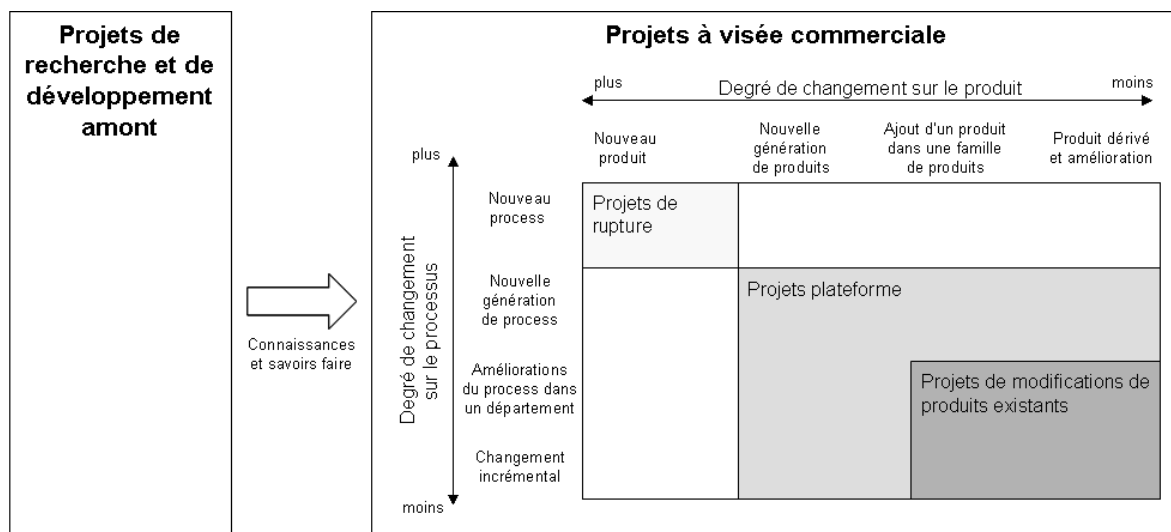 Projets de
recherche et de
développement
amont
Connaissances
et savoirs faire
Projets à visée commerciale
plus
Degré de changement sur le produit
moins
Nouveau
produit
Nouvelle
génération
de produits
Ajout d'un produit
dans une famille
de produits
Produit dérivé
et amélioration
plus
Degré de changement
sur le processus
moins
Nouveau
process
Nouvelle
génération
de process
Améliorations
du process dans
un département
Changement
incrémental
Projets de
rupture
Projets plateforme
Projets de modifications de
produits existants